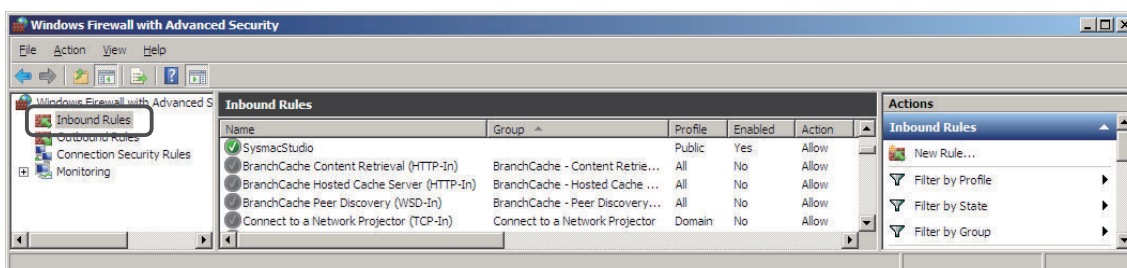 Windows Firewall with Advanced Security
File Action View Help
Windows Firewall with Advanced S
Inbound Rules
Outbound Rules
Connection Security Rules
Monitoring
Inbound Rules
Name Group Profile Enabled Action
SysmacStudio Public Yes Allow
BranchCache Content Retrieval (HTTP-In) BranchCache - Content Retrie... All No Allow
BranchCache Hosted Cache Server (HTTP-In) BranchCache - Hosted Cache ... All No Allow
BranchCache Peer Discovery (WSD-In) BranchCache - Peer Discovery... All No Allow
Connect to a Network Projector (TCP-In) Connect to a Network Projector Domain No Allow
Actions
Inbound Rules
New Rule...
Filter by Profile
Filter by State
Filter by Group